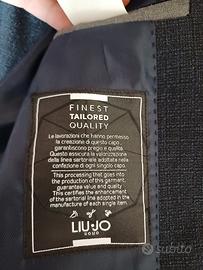 FINEST
TAILORED
QUALITY
Le lavorazioni che hanno permesso
la creazione di questo capo,
garantiscono pregio e qualità.
Questo assicura la valorizzazione
della linea sartoriale adottata nella
confezione di ogni singolo capo.
This processing that goes into
the production of this garment,
guarantee value and quality.
This certifies the enhancement
of the sartorial line adopted in the
manufacture of each single item.
LIU·JO
UOMO
subito